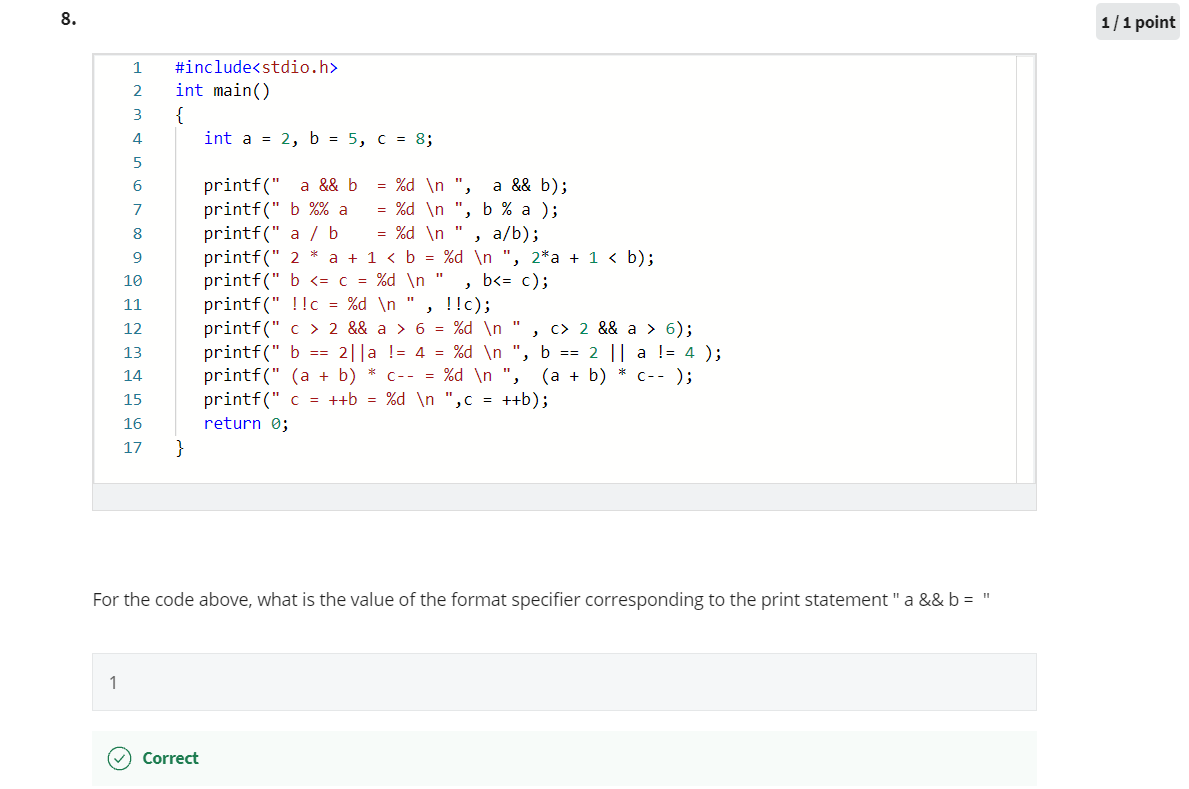 8.
1 / 1 point
1 #include<stdio.h>
2 int main()
3 {
4    int a = 2, b = 5, c = 8;
5
6    printf("  a && b  = %d \n ",  a && b);
7    printf(" b %% a   = %d \n ", b % a );
8    printf(" a / b    = %d \n " , a/b);
9    printf(" 2 * a + 1 < b = %d \n ", 2*a + 1 < b);
10    printf(" b <= c = %d \n "  , b<= c);
11    printf(" !!c = %d \n " , !!c);
12    printf(" c > 2 && a > 6 = %d \n " , c> 2 && a > 6);
13    printf(" b == 2||a != 4 = %d \n ", b == 2 || a != 4 );
14    printf(" (a + b) * c-- = %d \n ",  (a + b) * c-- );
15    printf(" c = ++b = %d \n ",c = ++b);
16    return 0;
17 }
For the code above, what is the value of the format specifier corresponding to the print statement " a && b =  "
1
Correct